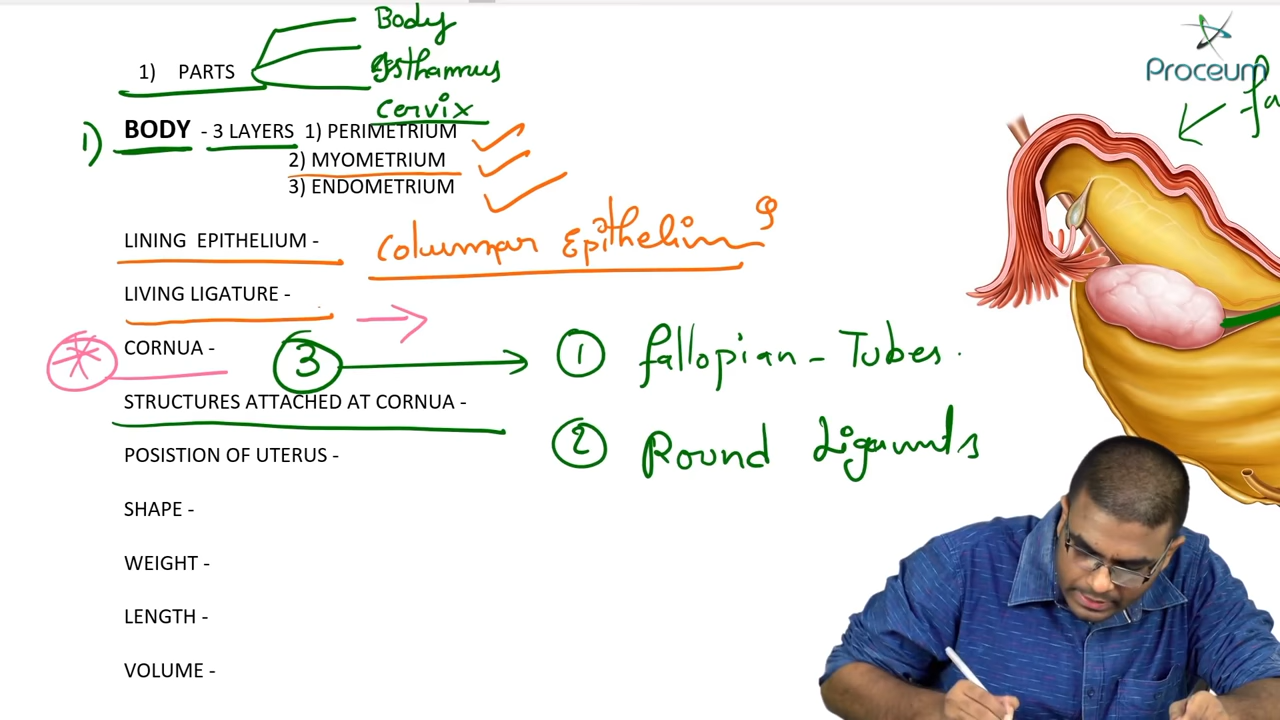 Body
Isthamus
Cervix
1) PARTS
1) BODY - 3 LAYERS 1) PERIMETRIUM
2) MYOMETRIUM
3) ENDOMETRIUM
LINING EPITHELIUM - Columnar Epithelium
LIVING LIGATURE -
CORNUA - 3 1 fallopian - Tubes.
STRUCTURES ATTACHED AT CORNUA -
2 Round Ligamnts
POSISTION OF UTERUS -
SHAPE -
WEIGHT -
LENGTH -
VOLUME -
Proceum